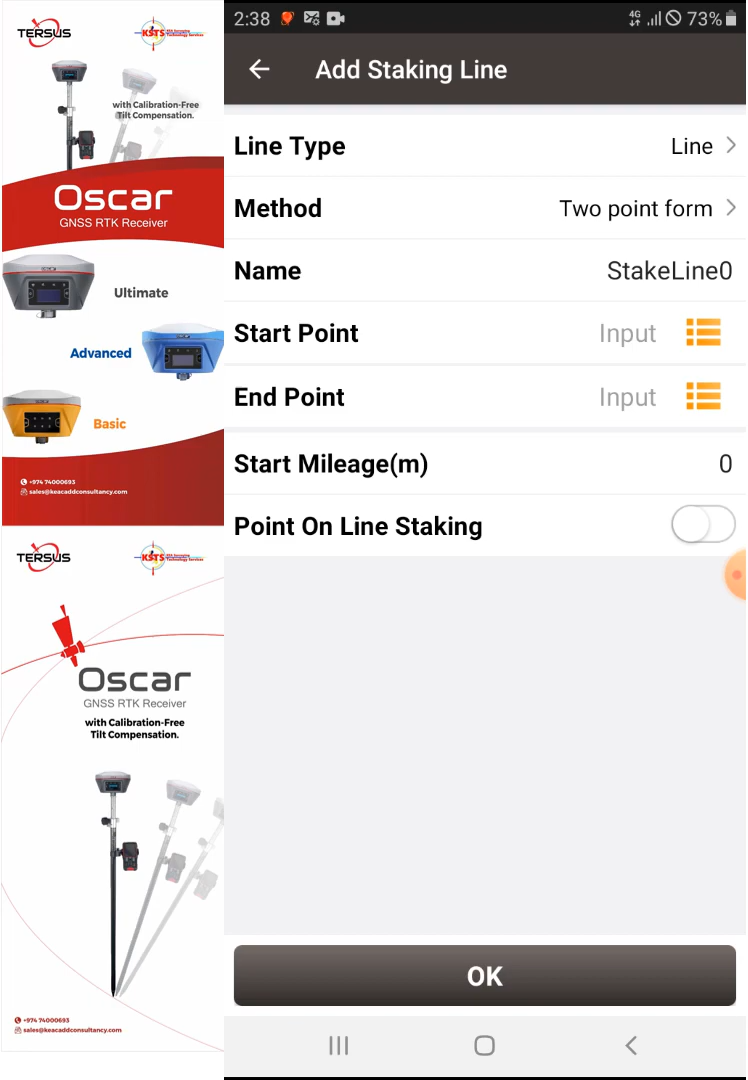 TERSUS
KSTS
with Calibration-Free
Tilt Compensation.
Oscar
GNSS RTK Receiver
Ultimate
Advanced
Basic
+974 74000693
sales@keacaddconsultancy.com
TERSUS
KSTS
Oscar
GNSS RTK Receiver
with Calibration-Free
Tilt Compensation.
+974 74000693
sales@keacaddconsultancy.com
2:38
4G
73%
Add Staking Line
Line Type
Line
Method
Two point form
Name
StakeLine0
Start Point
Input
End Point
Input
Start Mileage(m)
0
Point On Line Staking
OK